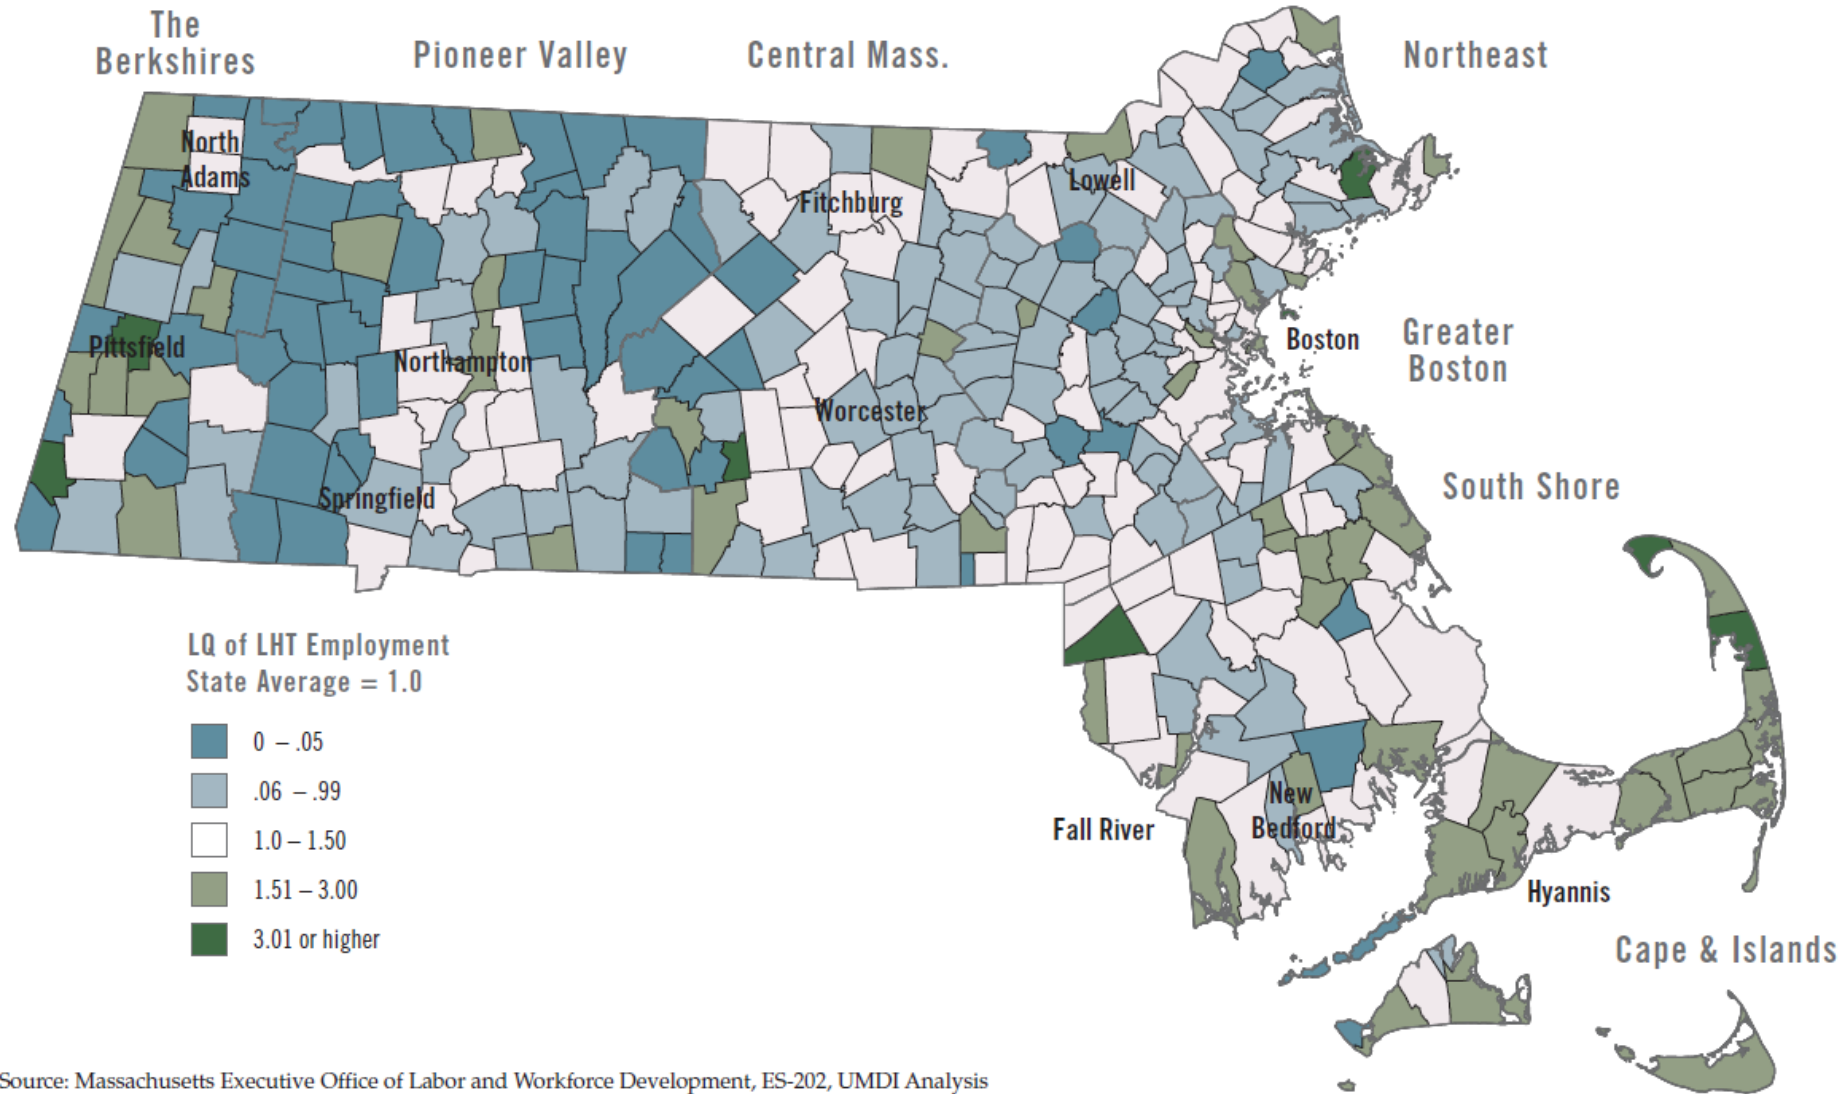 The
Berkshires
Pioneer Valley
Central Mass.
Northeast
North
Adams
Fitchburg
Lowell
Pittsfield
Northampton
Boston
Greater
Boston
Worcester
Springfield
South Shore
LQ of LHT Employment
State Average = 1.0
0 – .05
.06 – .99
1.0 – 1.50
1.51 – 3.00
3.01 or higher
New
Bedford
Fall River
Hyannis
Cape & Islands
Source: Massachusetts Executive Office of Labor and Workforce Development, ES-202, UMDI Analysis